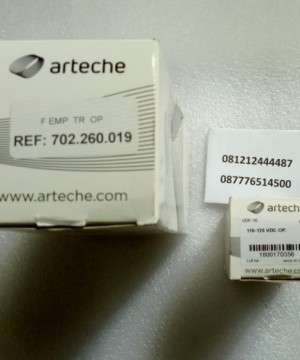 arteche
F EMP TR OP
REF: 702.260.019
www.arteche.com
081212444487
087776514500
arteche
110-125 VDC OP
1800170356
www.arteche.com